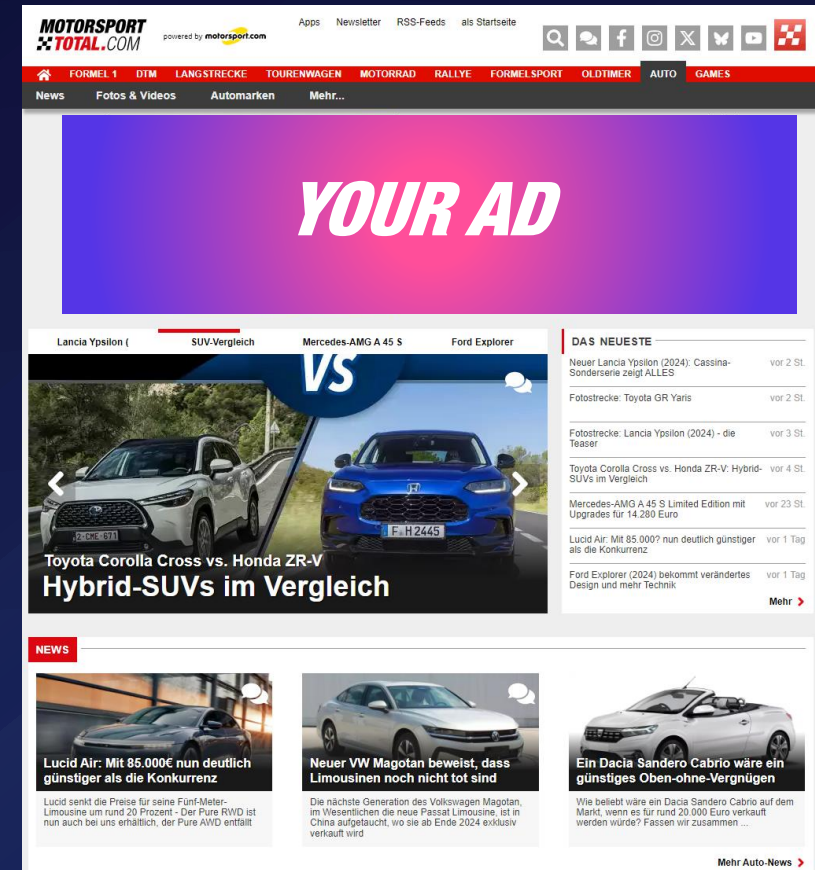 MOTORSPORT
TOTAL.COM
powered by motorsport.com
Apps Newsletter RSS-Feeds als Startseite
FORMEL 1 DTM LANGSTRECKE TOURENWAGEN MOTORRAD RALLYE FORMELSPORT OLDTIMER AUTO GAMES
News Fotos & Videos Automarken Mehr...
YOUR AD
Lancia Ypsilon ( SUV-Vergleich Mercedes-AMG A 45 S Ford Explorer
VS
2-CME-671
F H 2445
Toyota Corolla Cross vs. Honda ZR-V
Hybrid-SUVs im Vergleich
DAS NEUESTE
Neuer Lancia Ypsilon (2024): Cassina- vor 2 St.
Sonderserie zeigt ALLES
Fotostrecke: Toyota GR Yaris vor 2 St.
Fotostrecke: Lancia Ypsilon (2024) - die vor 3 St.
Teaser
Toyota Corolla Cross vs. Honda ZR-V: Hybrid- vor 4 St.
SUVs im Vergleich
Mercedes-AMG A 45 S Limited Edition mit vor 23 St.
Upgrades für 14.280 Euro
Lucid Air: Mit 85.000? nun deutlich günstiger vor 1 Tag
als die Konkurrenz
Ford Explorer (2024) bekommt verändertes vor 1 Tag
Design und mehr Technik
Mehr
NEWS
Lucid Air: Mit 85.000€ nun deutlich
günstiger als die Konkurrenz
Lucid senkt die Preise für seine Fünf-Meter-
Limousine um rund 20 Prozent - Der Pure RWD ist
nun auch bei uns erhältlich, der Pure AWD entfällt
Neuer VW Magotan beweist, dass
Limousinen noch nicht tot sind
Die nächste Generation des Volkswagen Magotan,
im Wesentlichen die neue Passat Limousine, ist in
China aufgetaucht, wo sie ab Ende 2024 exklusiv
verkauft wird
Ein Dacia Sandero Cabrio wäre ein
günstiges Oben-ohne-Vergnügen
Wie beliebt wäre ein Dacia Sandero Cabrio auf dem
Markt, wenn es für rund 20.000 Euro verkauft
werden würde? Fassen wir zusammen ...
Mehr Auto-News